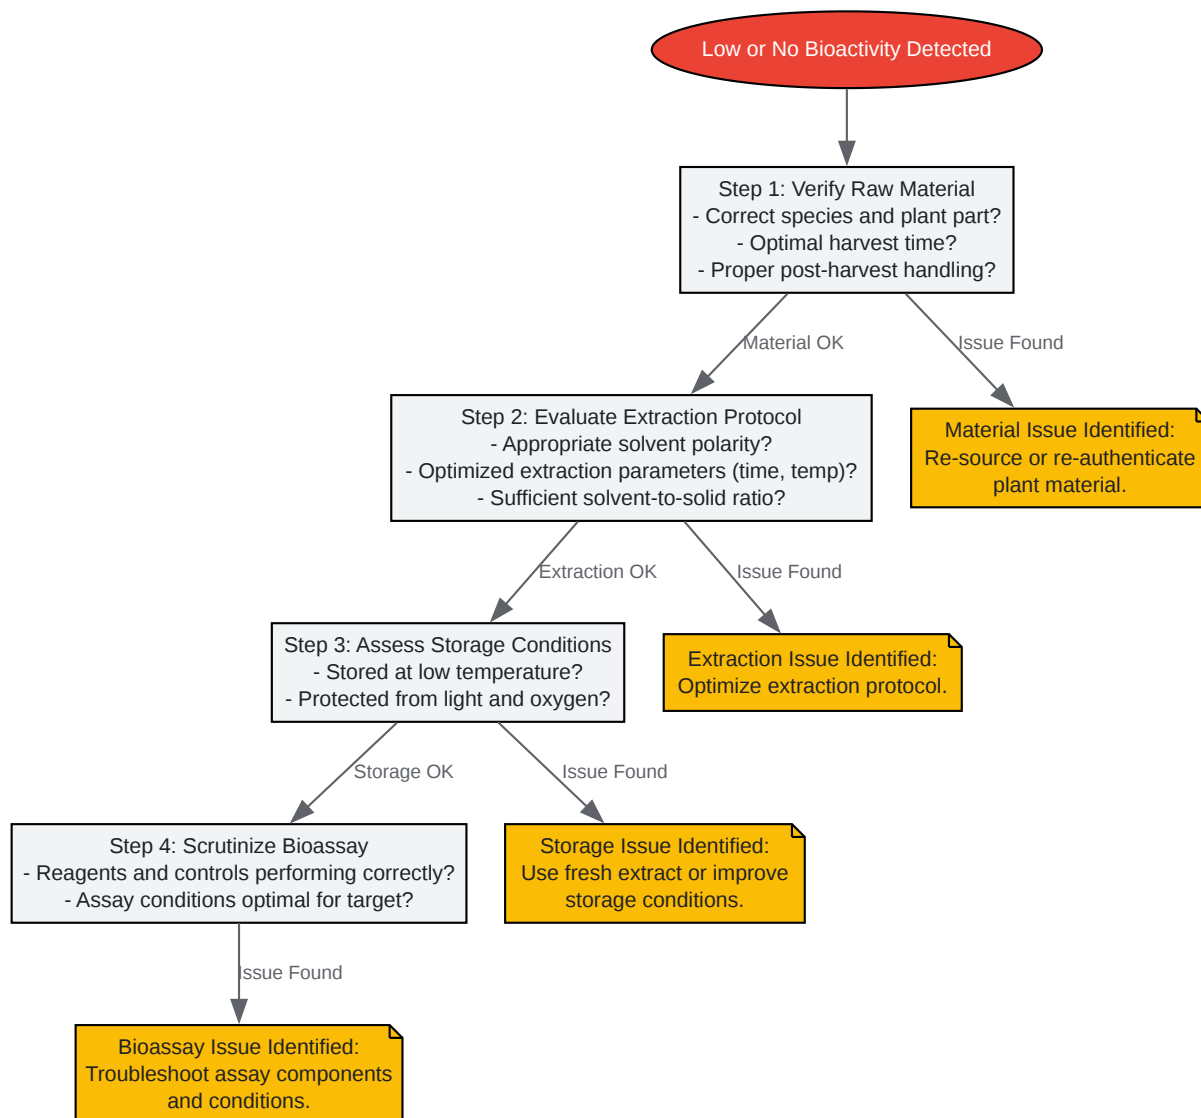 Low or No Bioactivity Detected
Step 1: Verify Raw Material
- Correct species and plant part?
- Optimal harvest time?
- Proper post-harvest handling?
Material OK
Issue Found
Step 2: Evaluate Extraction Protocol
- Appropriate solvent polarity?
- Optimized extraction parameters (time, temp)?
- Sufficient solvent-to-solid ratio?
Material Issue Identified:
Re-source or re-authenticate
plant material.
Extraction OK
Issue Found
Step 3: Assess Storage Conditions
- Stored at low temperature?
- Protected from light and oxygen?
Extraction Issue Identified:
Optimize extraction protocol.
Storage OK
Issue Found
Step 4: Scrutinize Bioassay
- Reagents and controls performing correctly?
- Assay conditions optimal for target?
Storage Issue Identified:
Use fresh extract or improve
storage conditions.
Issue Found
Bioassay Issue Identified:
Troubleshoot assay components
and conditions.